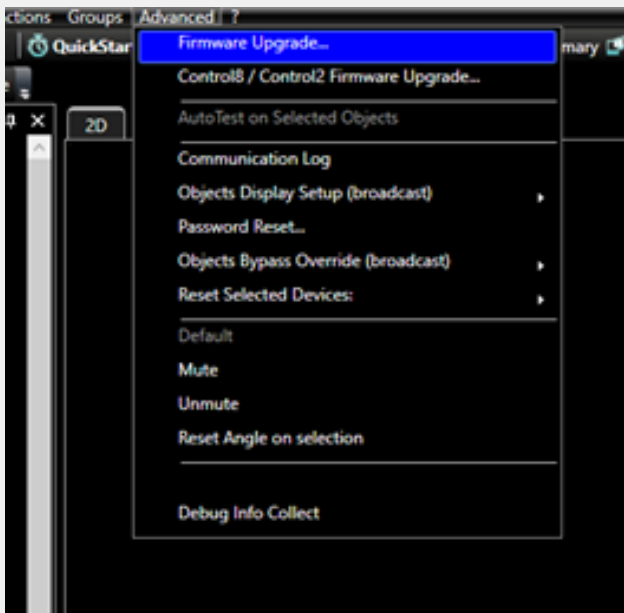 ctions Groups Advanced ?
QuickStar
mary
2D
Firmware Upgrade...
Control8 / Control2 Firmware Upgrade...
AutoTest on Selected Objects
Communication Log
Objects Display Setup (broadcast)
Password Reset...
Objects Bypass Override (broadcast)
Reset Selected Devices:
Default
Mute
Unmute
Reset Angle on selection
Debug Info Collect